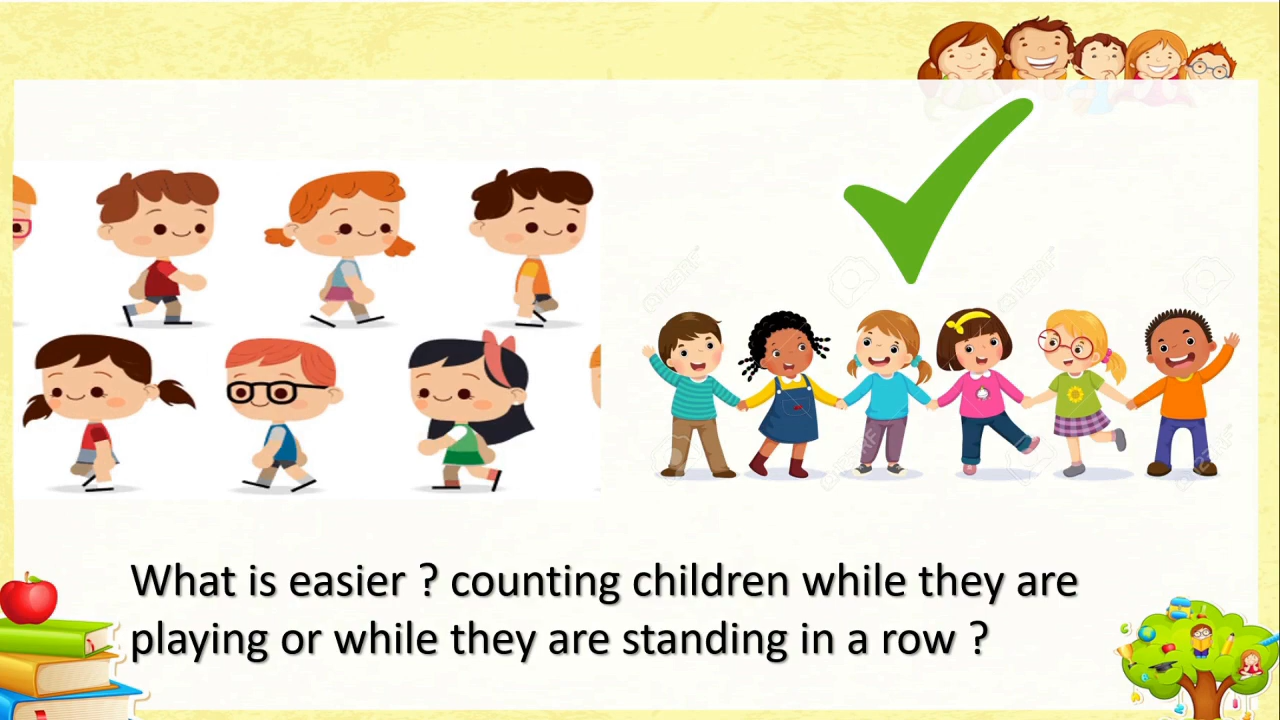 What is easier ? counting children while they are
playing or while they are standing in a row ?